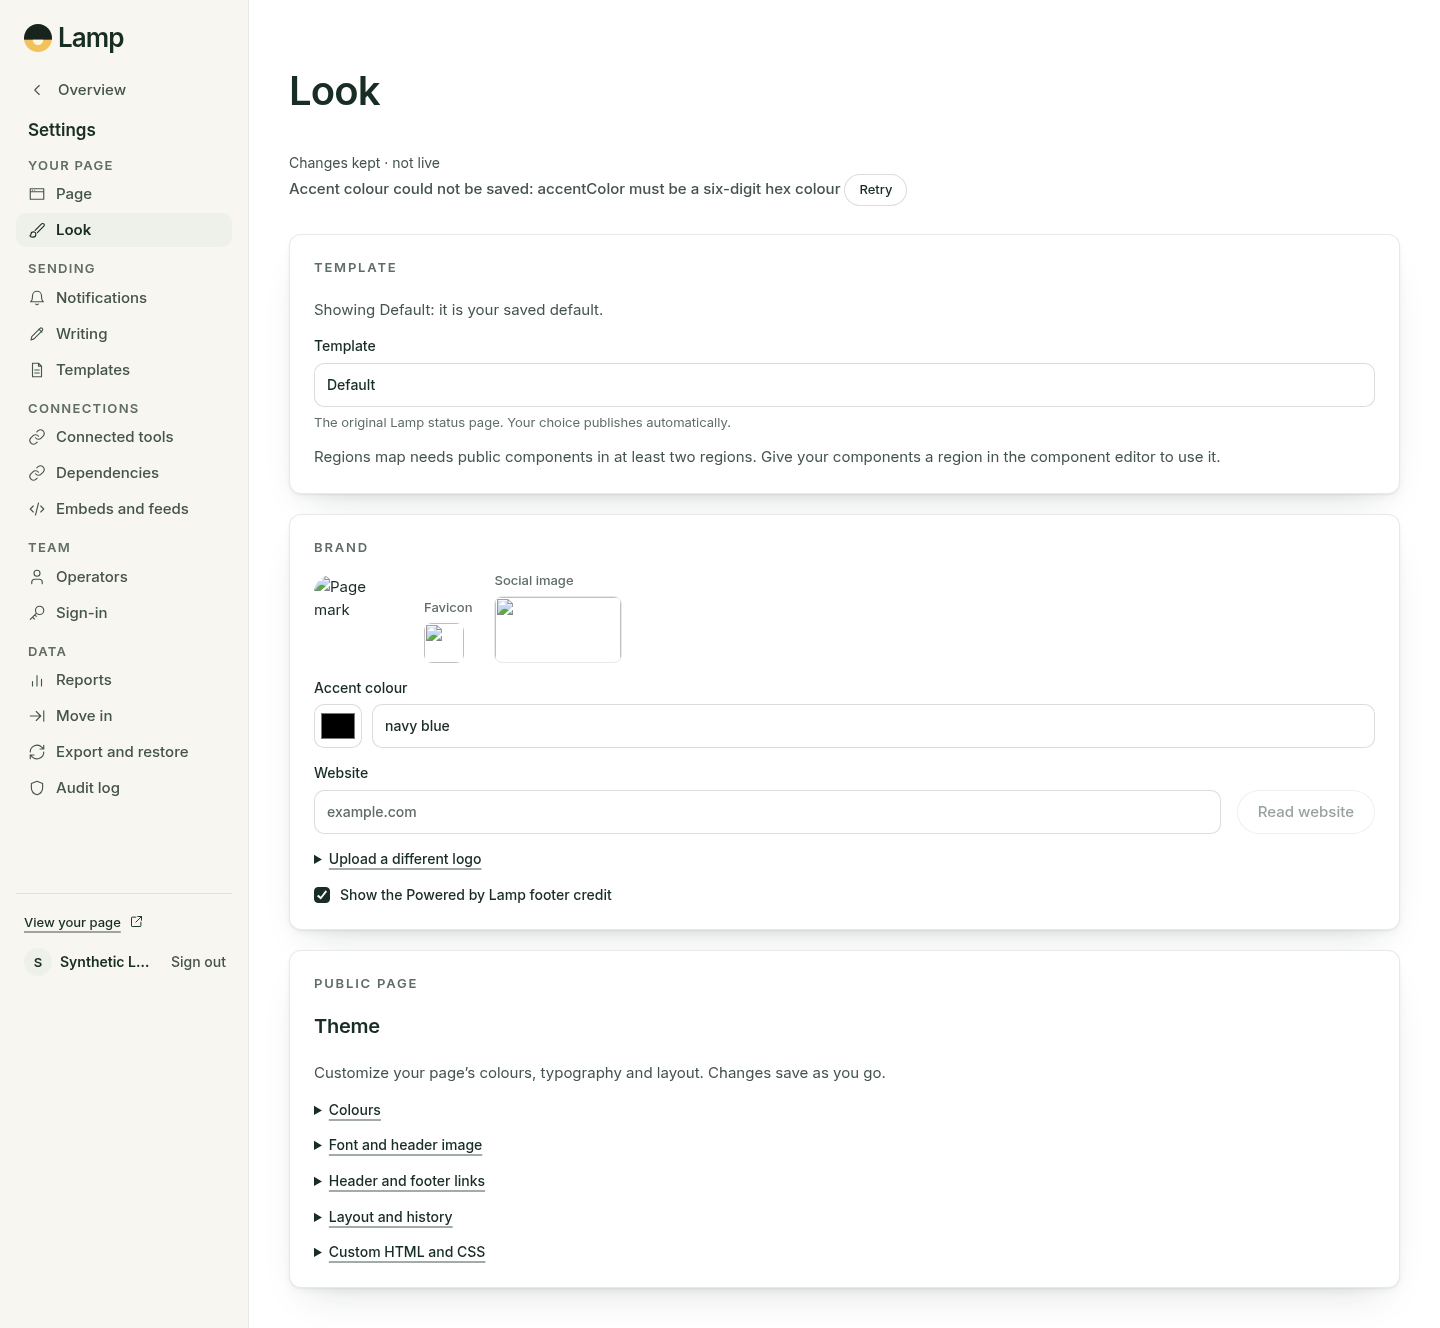 Lamp
Overview
Settings
YOUR PAGE
Page
Look
SENDING
Notifications
Writing
Templates
CONNECTIONS
Connected tools
Dependencies
Embeds and feeds
TEAM
Operators
Sign-in
DATA
Reports
Move in
Export and restore
Audit log
View your page
S Synthetic L... Sign out
Look
Changes kept · not live
Accent colour could not be saved: accentColor must be a six-digit hex colour Retry
TEMPLATE
Showing Default: it is your saved default.
Template
Default
The original Lamp status page. Your choice publishes automatically.
Regions map needs public components in at least two regions. Give your components a region in the component editor to use it.
BRAND
Page
mark
Favicon
Social image
Accent colour
navy blue
Website
example.com Read website
Upload a different logo
Show the Powered by Lamp footer credit
PUBLIC PAGE
Theme
Customize your page’s colours, typography and layout. Changes save as you go.
Colours
Font and header image
Header and footer links
Layout and history
Custom HTML and CSS